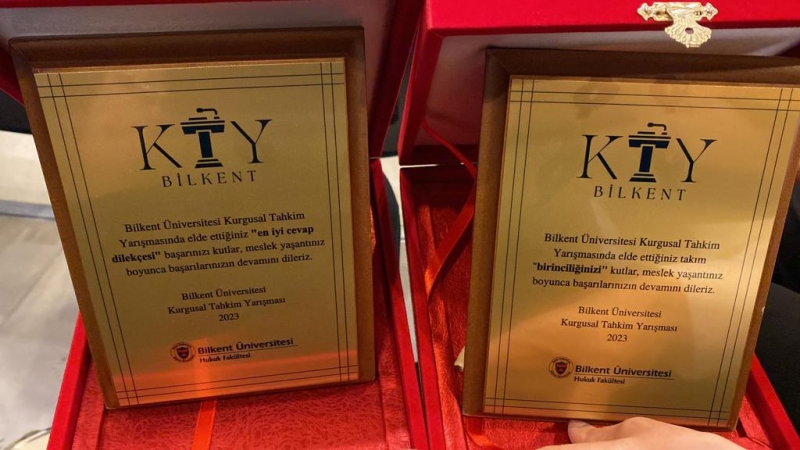 KTY
BİLKENT
Bilkent Üniversitesi Kurgusal Tahkim
Yarışmasında elde ettiğiniz "en iyi cevap
dilekçesi" başarınızı kutlar, meslek yaşantınız
boyunca başarılarınızın devamını dileriz.
Bilkent Üniversitesi
Kurgusal Tahkim Yarışması
2023
Bilkent Üniversitesi
Hukuk Fakültesi
KTY
BİLKENT
Bilkent Üniversitesi Kurgusal Tahkim
Yarışmasında elde ettiğiniz takım
"birinciliğinizi" kutlar, meslek yaşantınız
boyunca başarılarınızın devamını dileriz.
Bilkent Üniversitesi
Kurgusal Tahkim Yarışması
2023
Bilkent Üniversitesi
Hukuk Fakültesi